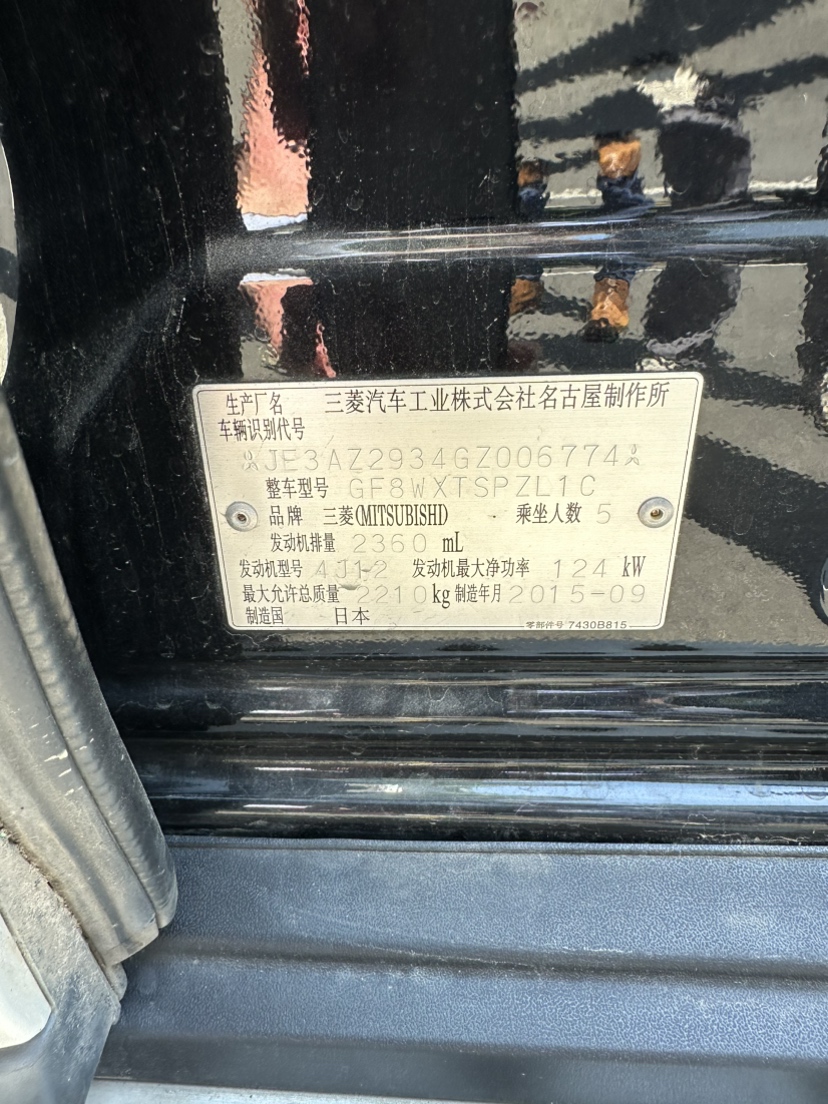 生产厂名 三菱汽车工业株式会社名古屋制作所
车辆识别代号
JE3AZ2934GZ006774
整车型号 GF8WXTSPZL1C
品牌 三菱(MITSUBISHI) 乘坐人数 5
发动机排量 2360 mL
发动机型号 4J12 发动机最大净功率 124 kW
最大允许总质量 2210 kg 制造年月 2015-09
制造国 日本
零部件号 7430B815